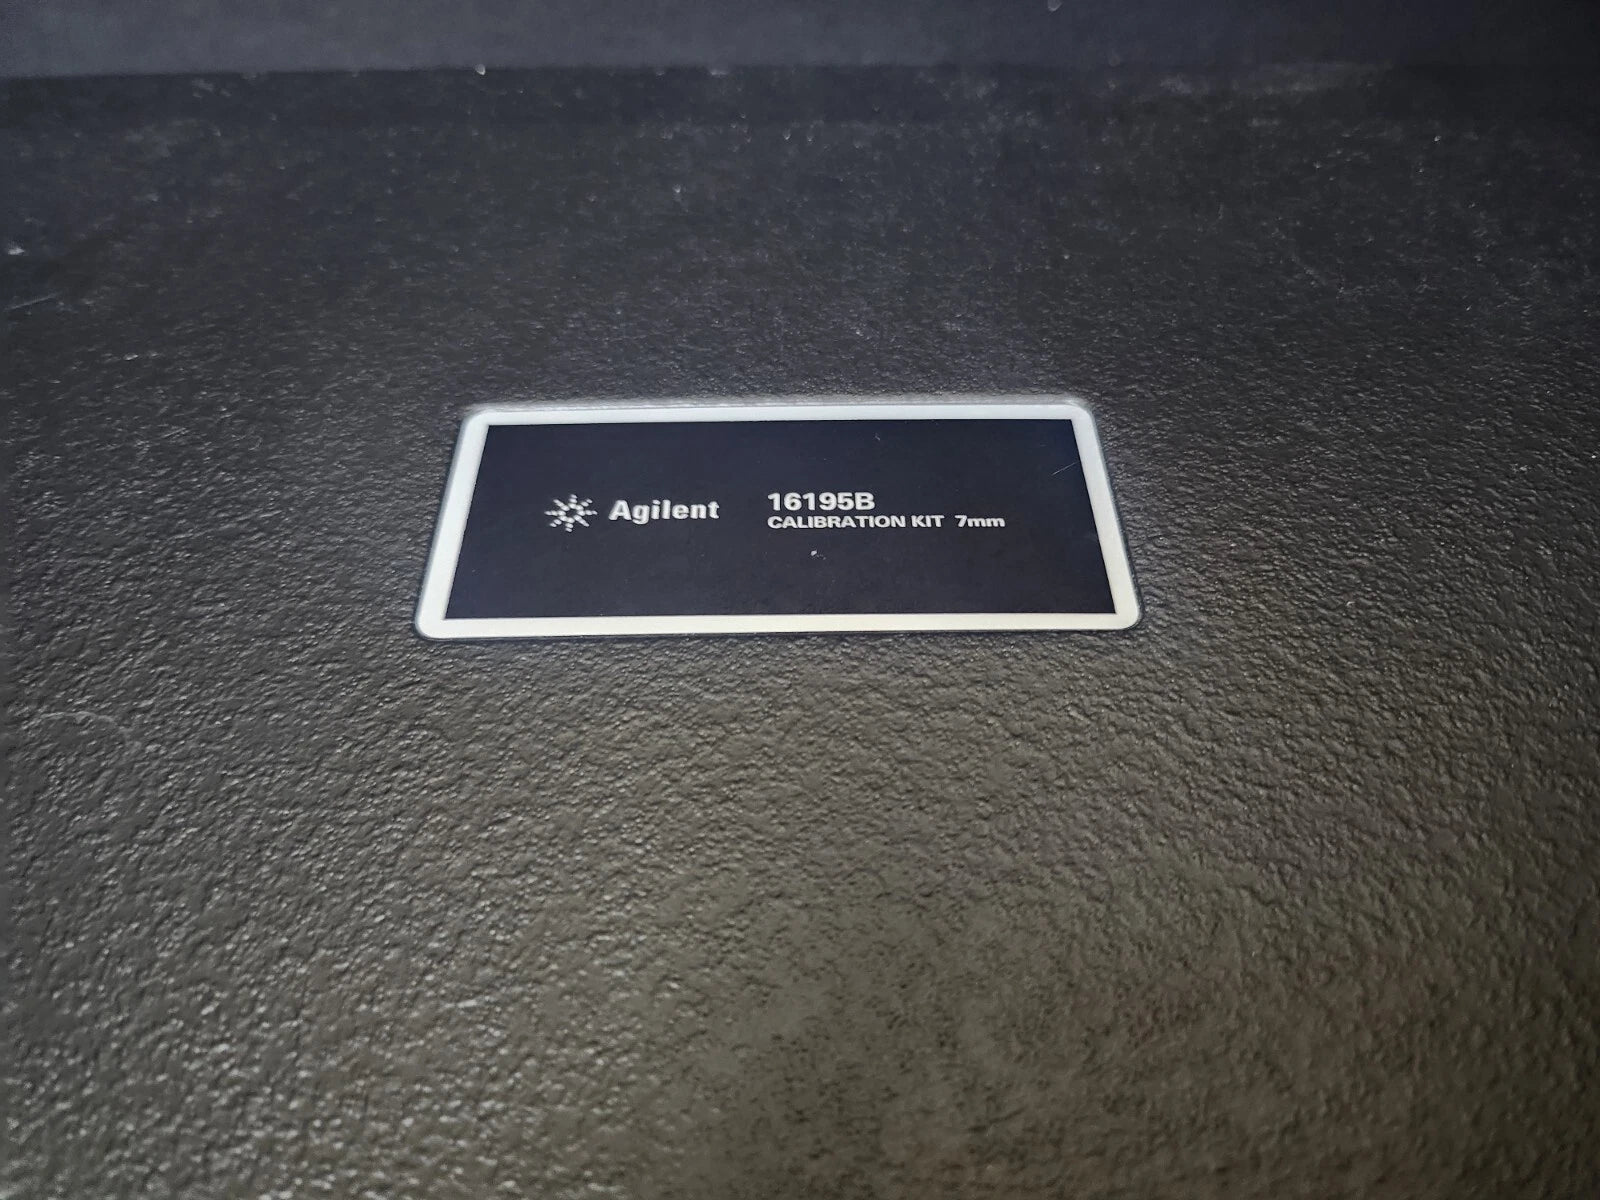 Agilent
16195B
CALIBRATION KIT 7mm